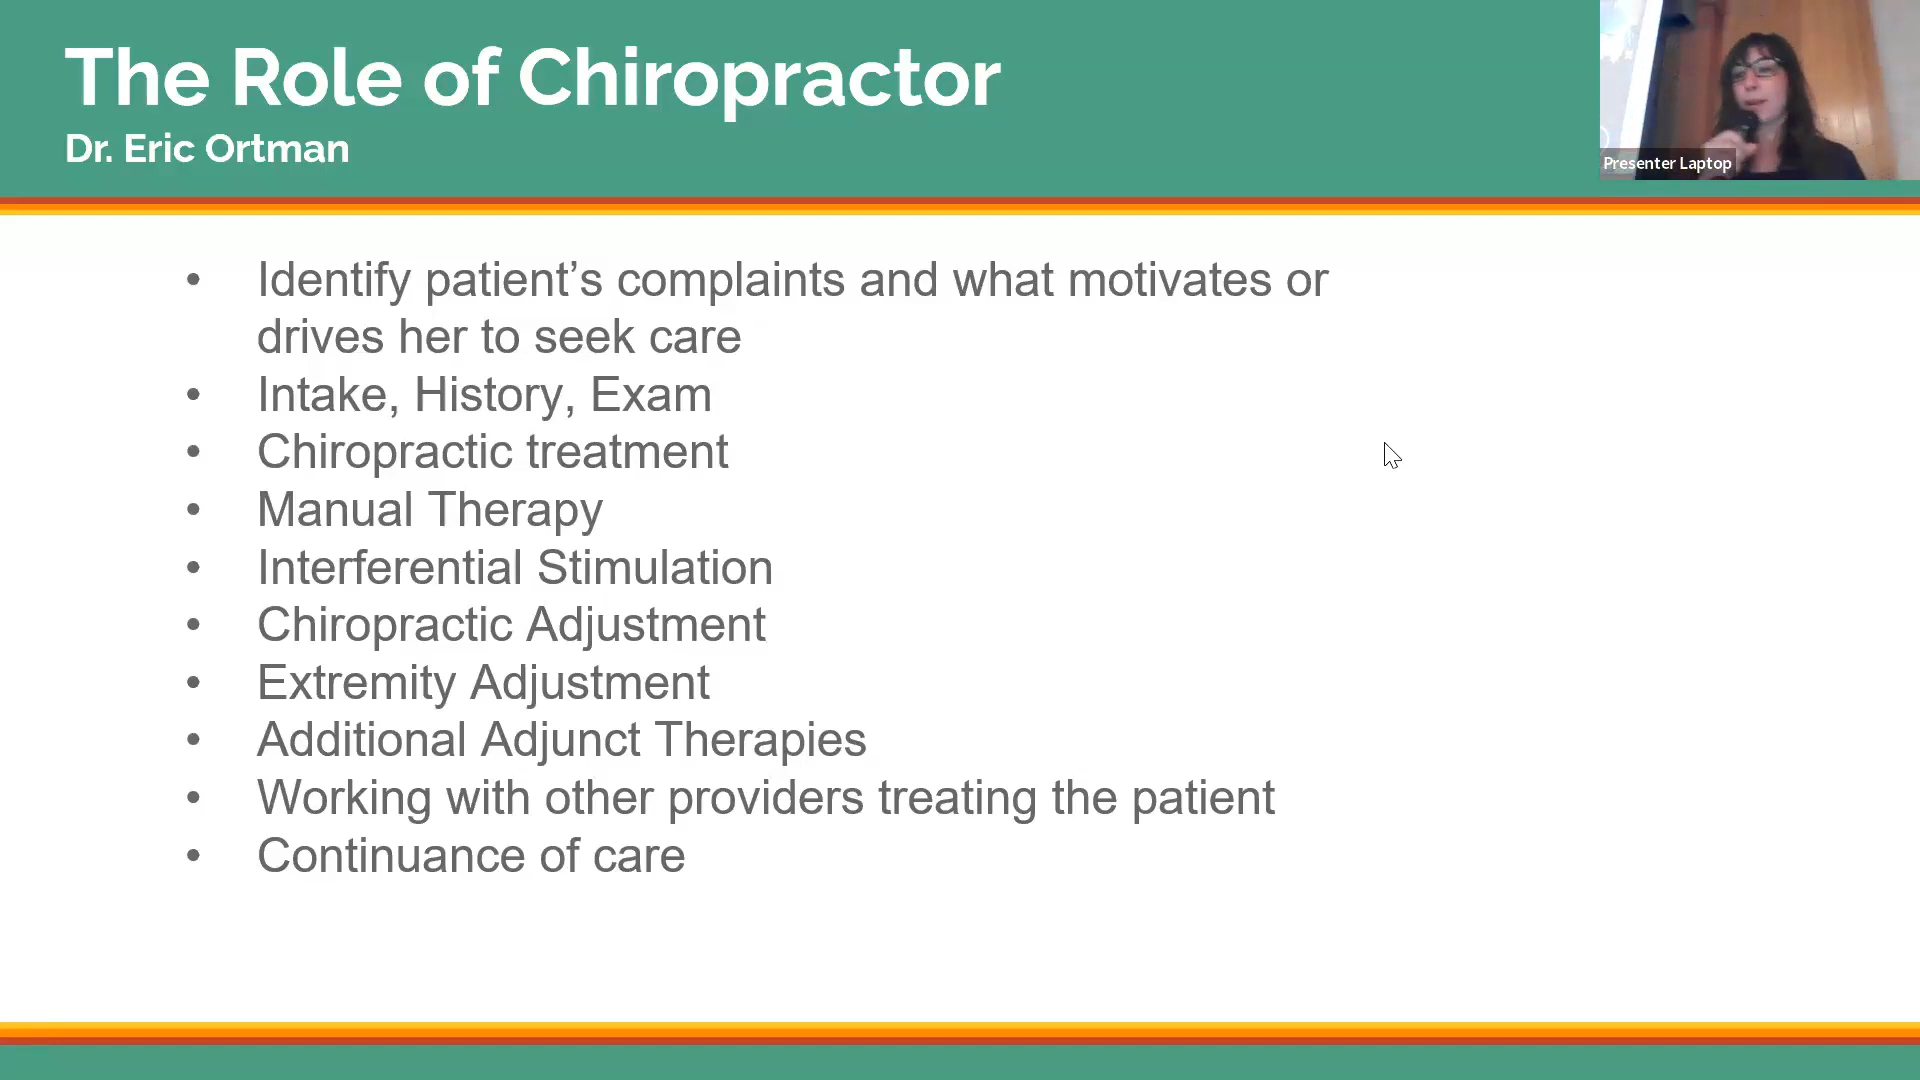 The Role of Chiropractor
Dr. Eric Ortman
Presenter Laptop
• Identify patient’s complaints and what motivates or
drives her to seek care
• Intake, History, Exam
• Chiropractic treatment
• Manual Therapy
• Interferential Stimulation
• Chiropractic Adjustment
• Extremity Adjustment
• Additional Adjunct Therapies
• Working with other providers treating the patient
• Continuance of care